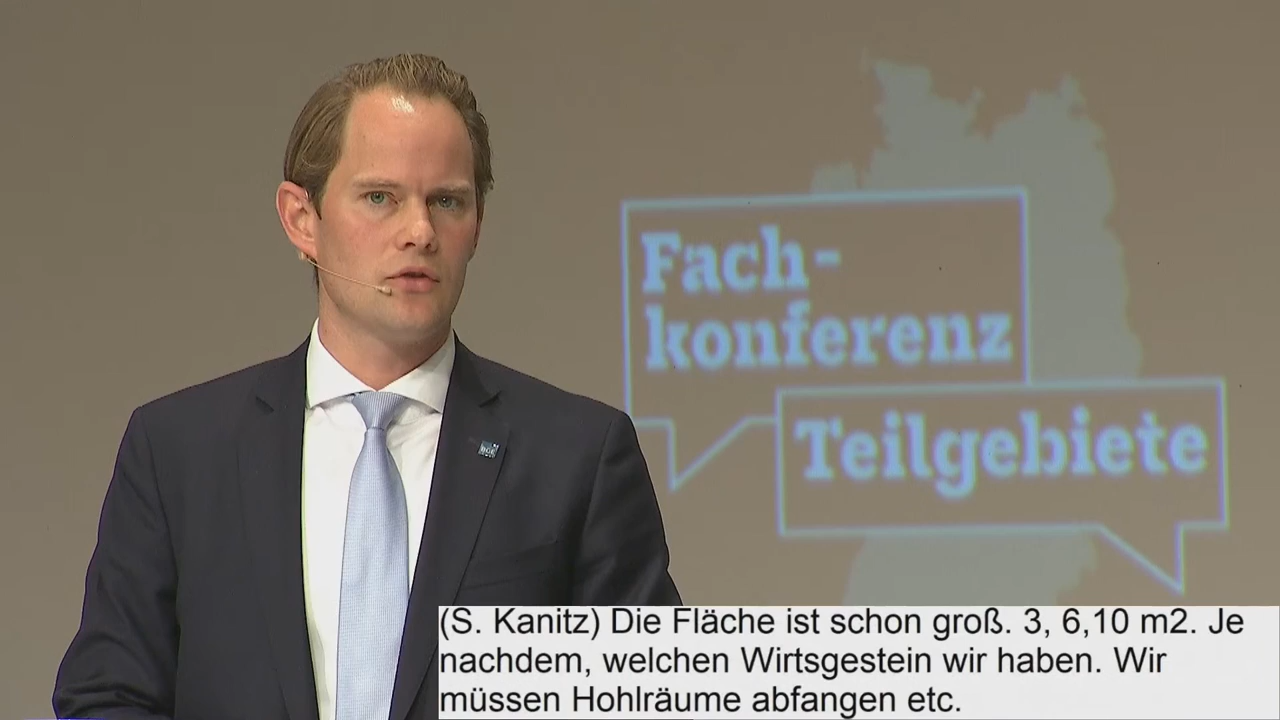 Fach-
konferenz
Teilgebiete
BGE
(S. Kanitz) Die Fläche ist schon groß. 3, 6,10 m2. Je
nachdem, welchen Wirtsgestein wir haben. Wir
müssen Hohlräume abfangen etc.